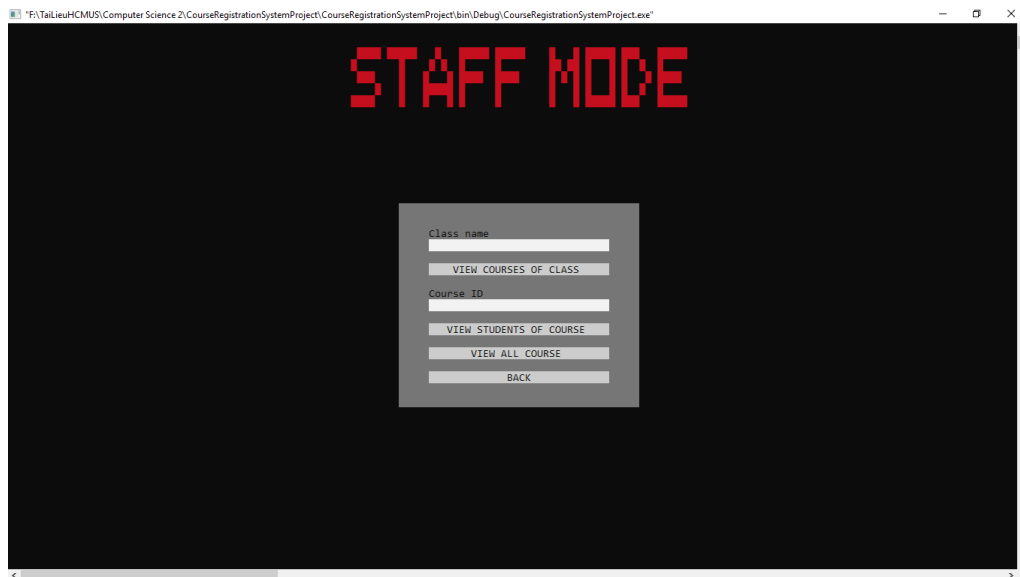 "F:\TaiLieuHCMUS\Computer Science 2\CourseRegistrationSystemProject\CourseRegistrationSystemProject\bin\Debug\CourseRegistrationSystemProject.exe"
STAFF MODE
Class name
VIEW COURSES OF CLASS
Course ID
VIEW STUDENTS OF COURSE
VIEW ALL COURSE
BACK